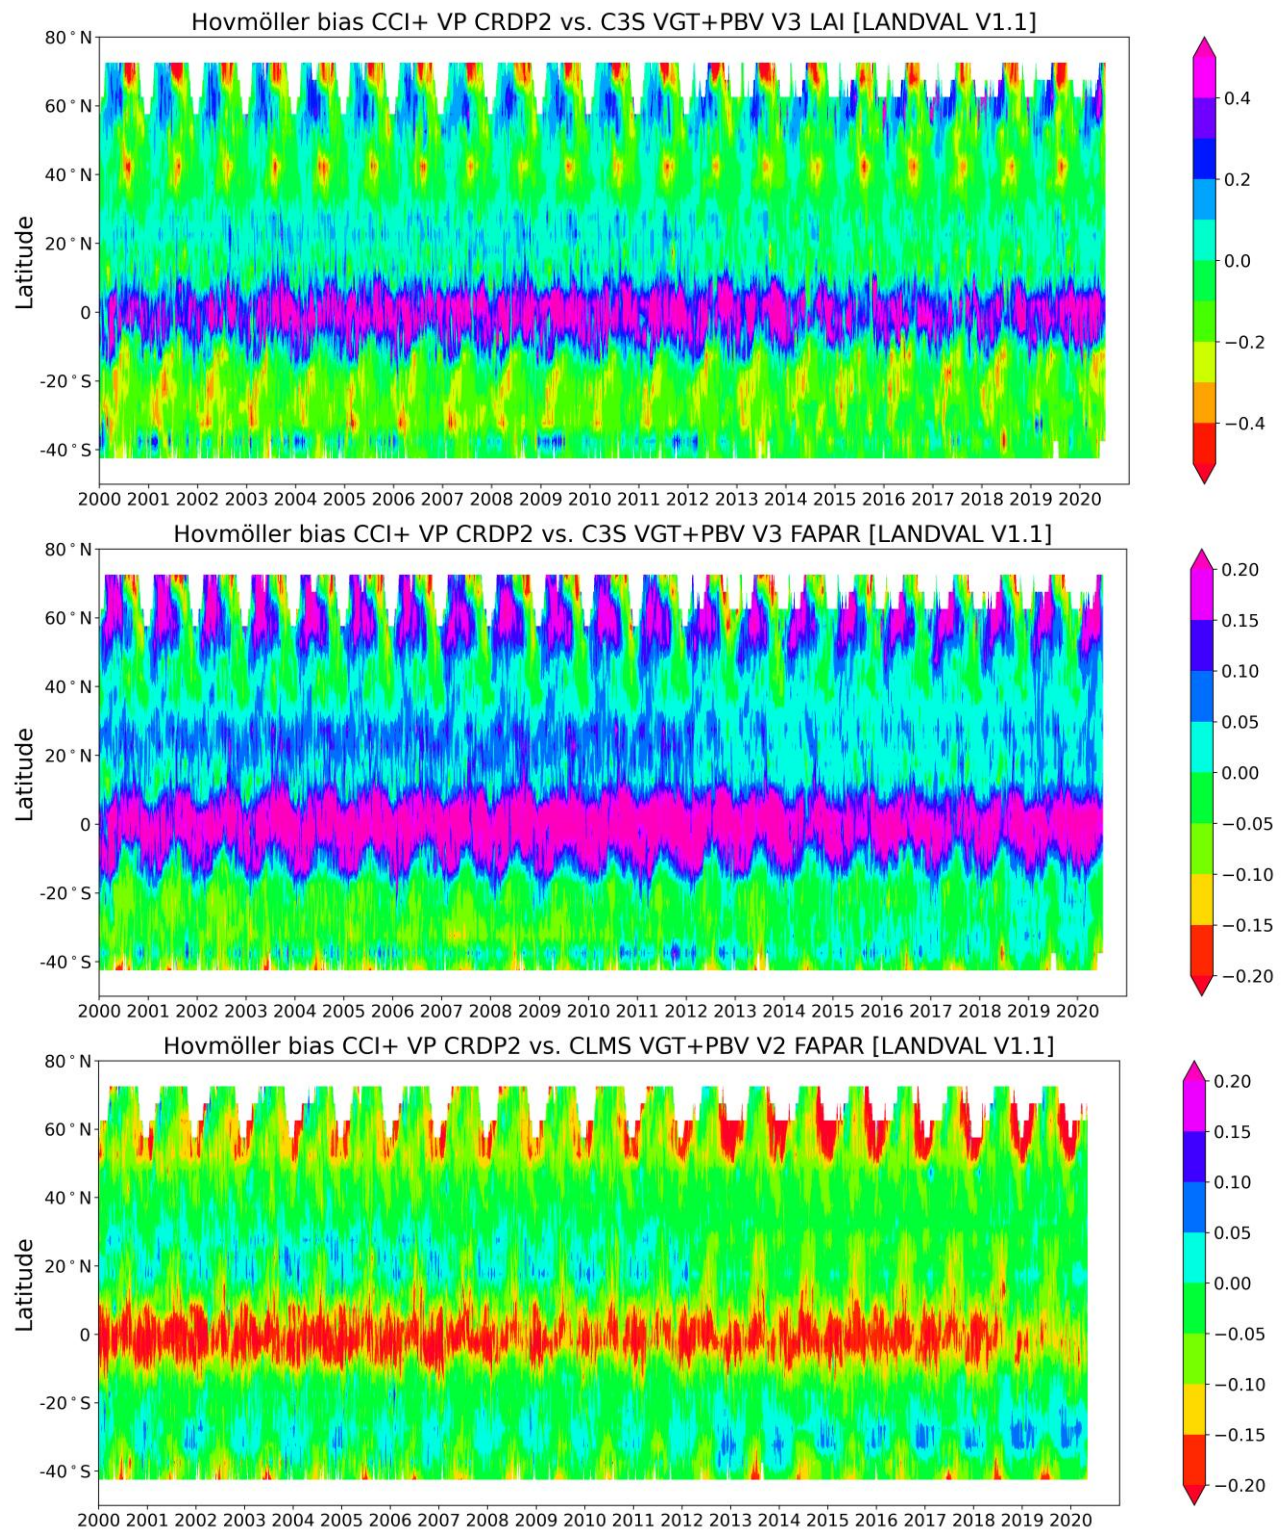 Hovmöller bias CCI+ VP CRDP2 vs. C3S VGT+PBV V3 LAI [LANDVAL V1.1]
80°N
60°N
40°N
20°N
0
-20°S
-40°S
Latitude
2000 2001 2002 2003 2004 2005 2006 2007 2008 2009 2010 2011 2012 2013 2014 2015 2016 2017 2018 2019 2020
0.4
0.2
0.0
−0.2
−0.4
Hovmöller bias CCI+ VP CRDP2 vs. C3S VGT+PBV V3 FAPAR [LANDVAL V1.1]
80°N
60°N
40°N
20°N
0
-20°S
-40°S
Latitude
2000 2001 2002 2003 2004 2005 2006 2007 2008 2009 2010 2011 2012 2013 2014 2015 2016 2017 2018 2019 2020
0.20
0.15
0.10
0.05
0.00
−0.05
−0.10
−0.15
−0.20
Hovmöller bias CCI+ VP CRDP2 vs. CLMS VGT+PBV V2 FAPAR [LANDVAL V1.1]
80°N
60°N
40°N
20°N
0
-20°S
-40°S
Latitude
2000 2001 2002 2003 2004 2005 2006 2007 2008 2009 2010 2011 2012 2013 2014 2015 2016 2017 2018 2019 2020
0.20
0.15
0.10
0.05
0.00
−0.05
−0.10
−0.15
−0.20